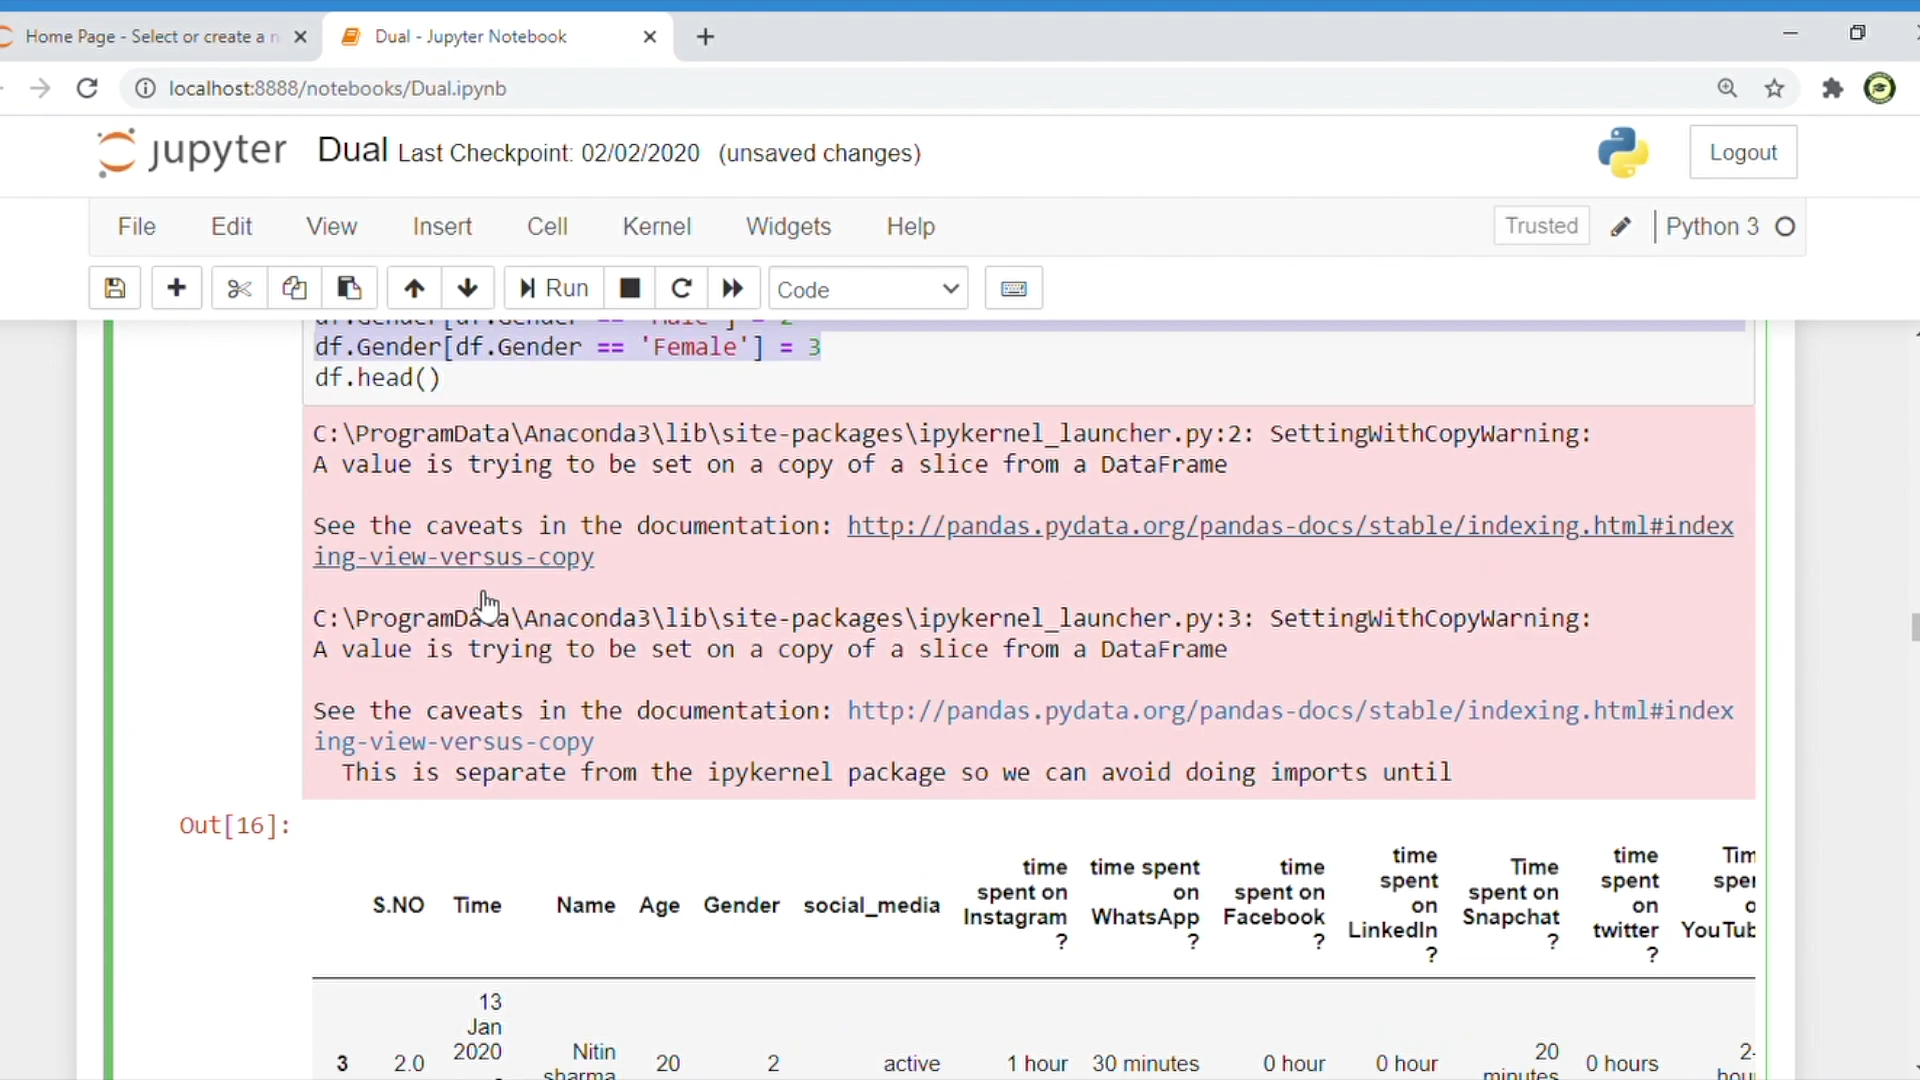 Home Page - Select or create a n
Dual - Jupyter Notebook
localhost:8888/notebooks/Dual.ipynb
jupyter Dual Last Checkpoint: 02/02/2020 (unsaved changes)
Logout
File Edit View Insert Cell Kernel Widgets Help
Trusted Python 3
Run Code
df.Gender[df.Gender == 'Male'] = 2
df.Gender[df.Gender == 'Female'] = 3
df.head()
C:\ProgramData\Anaconda3\lib\site-packages\ipykernel_launcher.py:2: SettingWithCopyWarning:
A value is trying to be set on a copy of a slice from a DataFrame
See the caveats in the documentation: http://pandas.pydata.org/pandas-docs/stable/indexing.html#index
ing-view-versus-copy
C:\ProgramData\Anaconda3\lib\site-packages\ipykernel_launcher.py:3: SettingWithCopyWarning:
A value is trying to be set on a copy of a slice from a DataFrame
See the caveats in the documentation: http://pandas.pydata.org/pandas-docs/stable/indexing.html#index
ing-view-versus-copy
This is separate from the ipykernel package so we can avoid doing imports until
Out[16]:
S.NO
Time
Name
Age
Gender
social_media
time
spent on
Instagram
?
time spent
on
WhatsApp
?
time
spent on
Facebook
?
time
spent
on
LinkedIn
?
Time
spent on
Snapchat
?
time
spent
on
twitter
?
3
2.0
13
Jan
2020
Nitin
sharma
20
2
active
1 hour
30 minutes
0 hour
0 hour
20
minutes
0 hours